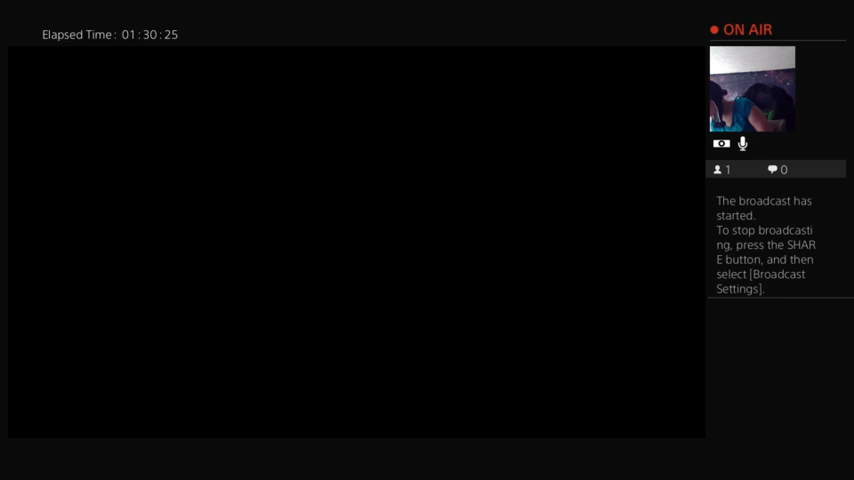 Elapsed Time: 01:30:25
ON AIR
1 0
The broadcast has
started.
To stop broadcasti
ng, press the SHAR
E button, and then
select [Broadcast
Settings].